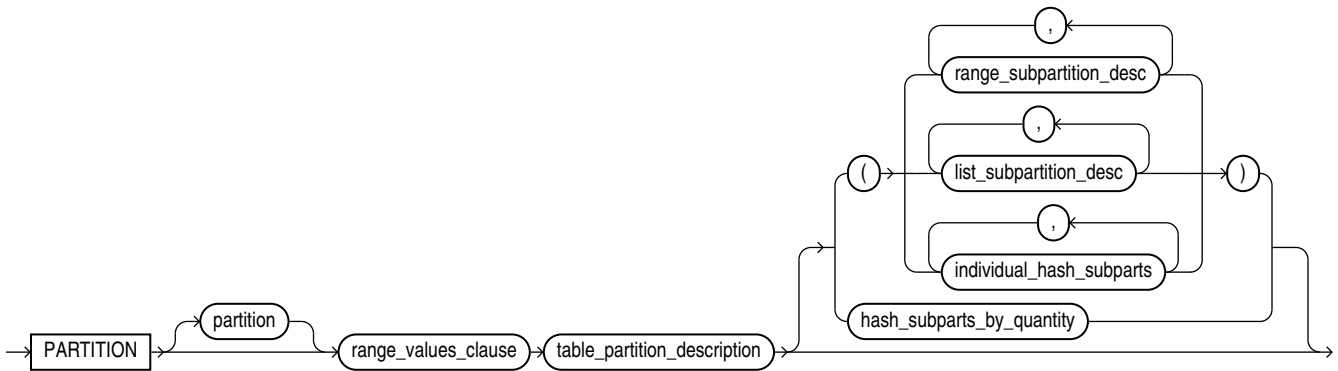 ,
range_subpartition_desc
,
( list_subpartition_desc )
,
individual_hash_subparts
partition
hash_subparts_by_quantity
PARTITION range_values_clause table_partition_description